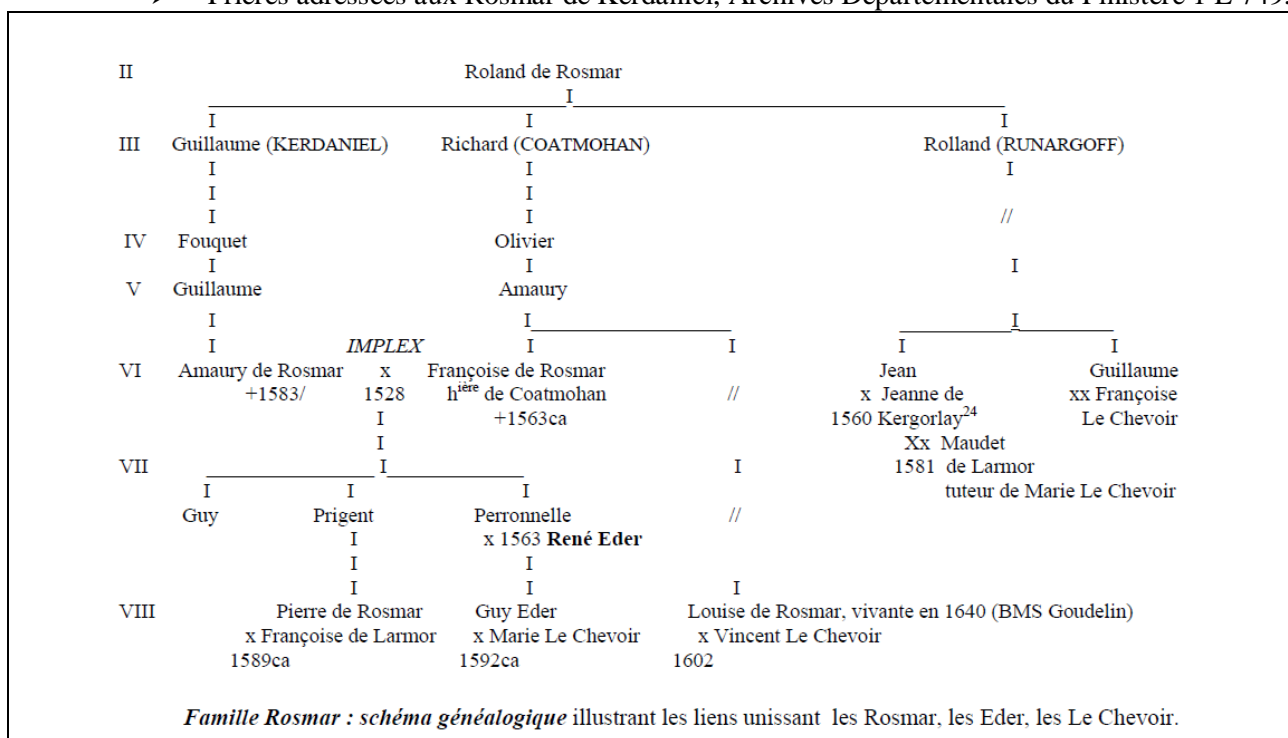 ➤ Prières adressées aux Rosmar de Kerdaniel, Archives Départementales du Finistère 1 E 749.
II Roland de Rosmar
I
I I I
III Guillaume (KERDANIEL) Richard (COATMOHAN) Rolland (RUNARGOFF)
I I I
I I
I I //
IV Fouquet Olivier
I I I
V Guillaume Amaury
I I I
I IMPLEX I I I I
VI Amaury de Rosmar x Françoise de Rosmar Jean Guillaume
+1583/ 1528 hière de Coatmohan // x Jeanne de xx Françoise
I +1563ca 1560 Kergorlay24 Le Chevoir
I Xx Maudet
VII I I 1581 de Larmor
I I I tuteur de Marie Le Chevoir
Guy Prigent Perronnelle //
I x 1563 René Eder
I I
I I I
VIII Pierre de Rosmar Guy Eder Louise de Rosmar, vivante en 1640 (BMS Goudelin)
x Françoise de Larmor x Marie Le Chevoir x Vincent Le Chevoir
1589ca 1592ca 1602
Famille Rosmar : schéma généalogique illustrant les liens unissant les Rosmar, les Eder, les Le Chevoir.